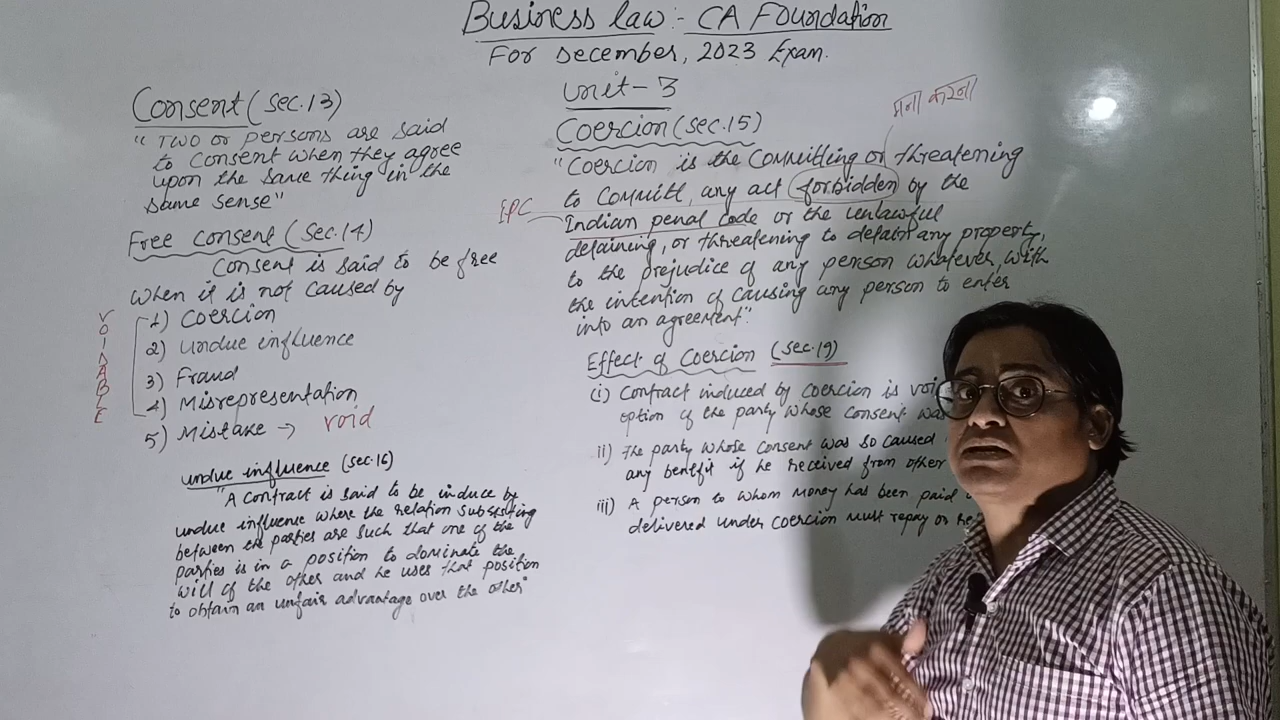 Business law:- CA Foundation
For December, 2023 Exam.
Unit-3
Consent (sec.13)
"Two or persons are said
to consent when they agree
upon the same thing in the
same sense"
Free consent (sec.14)
Consent is said to be free
when it is not caused by
1) Coercion
2) Undue influence
3) Fraud
4) Misrepresentation
5) Mistake → void
VOIDABLE
undue influence (sec.16)
"A contract is said to be induce by
undue influence where the relation subsisting
between the parties are such that one of the
parties is in a position to dominate the
will of the other and he uses that position
to obtain an unfair advantage over the other"
Coercion (sec.15)
मना करना
"Coercion is the committing or threatening
to committ, any act forbidden by the
IPC
Indian penal code or the unlawful
detaining, or threatening to detain any property,
to the prejudice of any person whatever, with
the intention of causing any person to enter
into an agreement".
Effect of Coercion (sec.19)
(i) Contract induced by coercion is
option of the party whose consent was
ii) The party whose consent was so caused
any benefit if he received from other
iii) A person to whom money has been paid
delivered under coercion must repay or